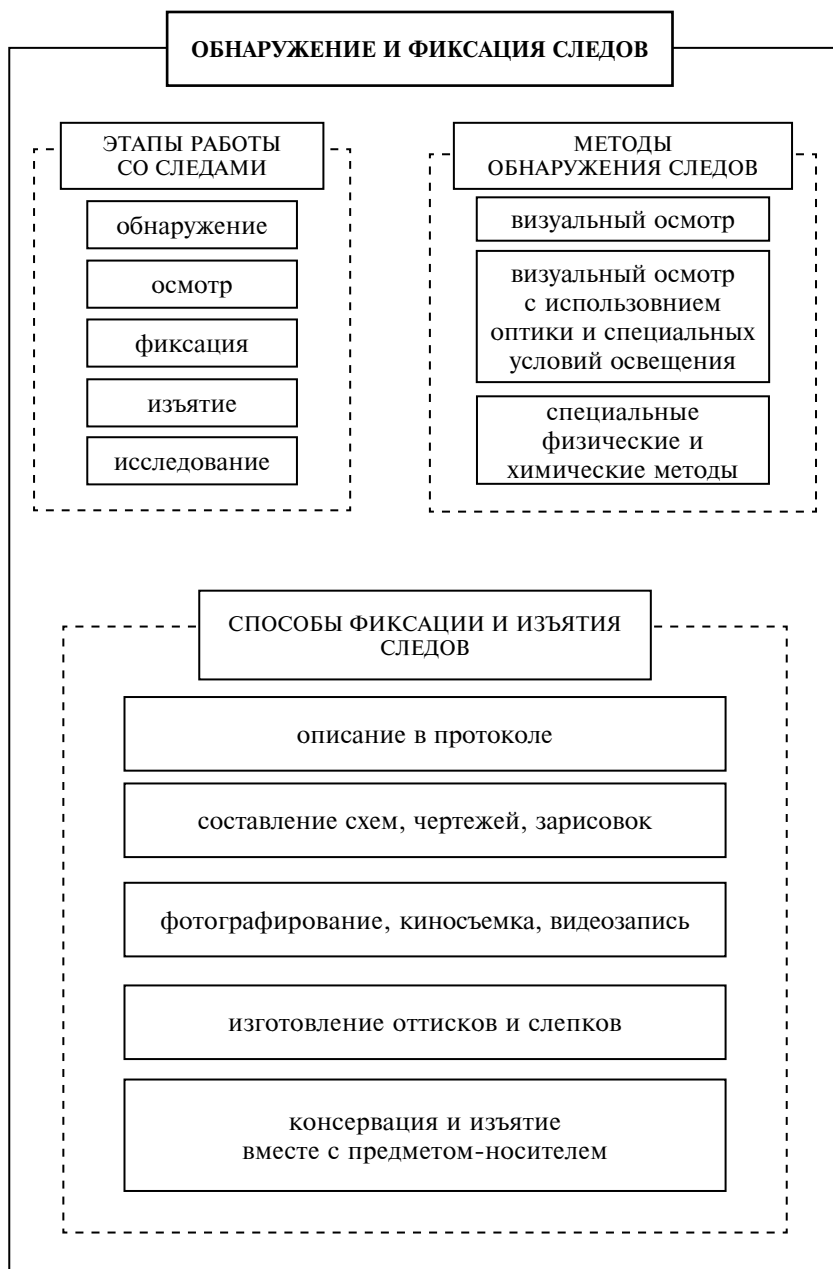 ОБНАРУЖЕНИЕ И ФИКСАЦИЯ СЛЕДОВ
ЭТАПЫ РАБОТЫ
СО СЛЕДАМИ
обнаружение
осмотр
фиксация
изъятие
исследование
МЕТОДЫ
ОБНАРУЖЕНИЯ СЛЕДОВ
визуальный осмотр
визуальный осмотр
с использовнием
оптики и специальных
условий освещения
специальные
физические и
химические методы
СПОСОБЫ ФИКСАЦИИ И ИЗЪЯТИЯ
СЛЕДОВ
описание в протоколе
составление схем, чертежей, зарисовок
фотографирование, киносъемка, видеозапись
изготовление оттисков и слепков
консервация и изъятие
вместе с предметом-носителем